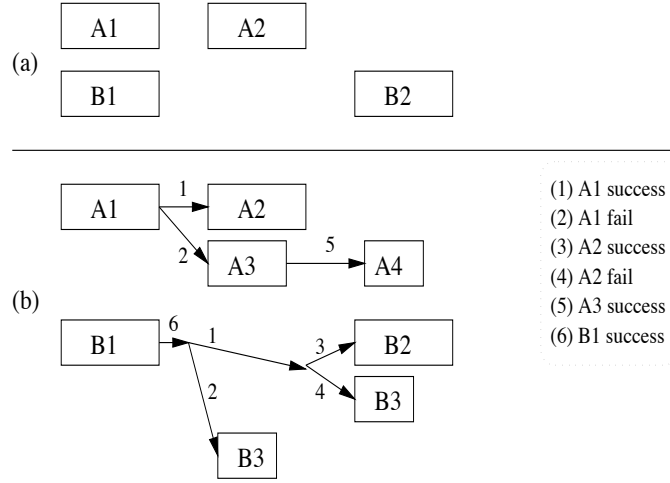 A1 A2
(a)
B1 B2
1
A1 A2
2 5
A3 A4
(b)
6 1 3
B1 B2
2 4
B3
B3
(1) A1 success
(2) A1 fail
(3) A2 success
(4) A2 fail
(5) A3 success
(6) B1 success